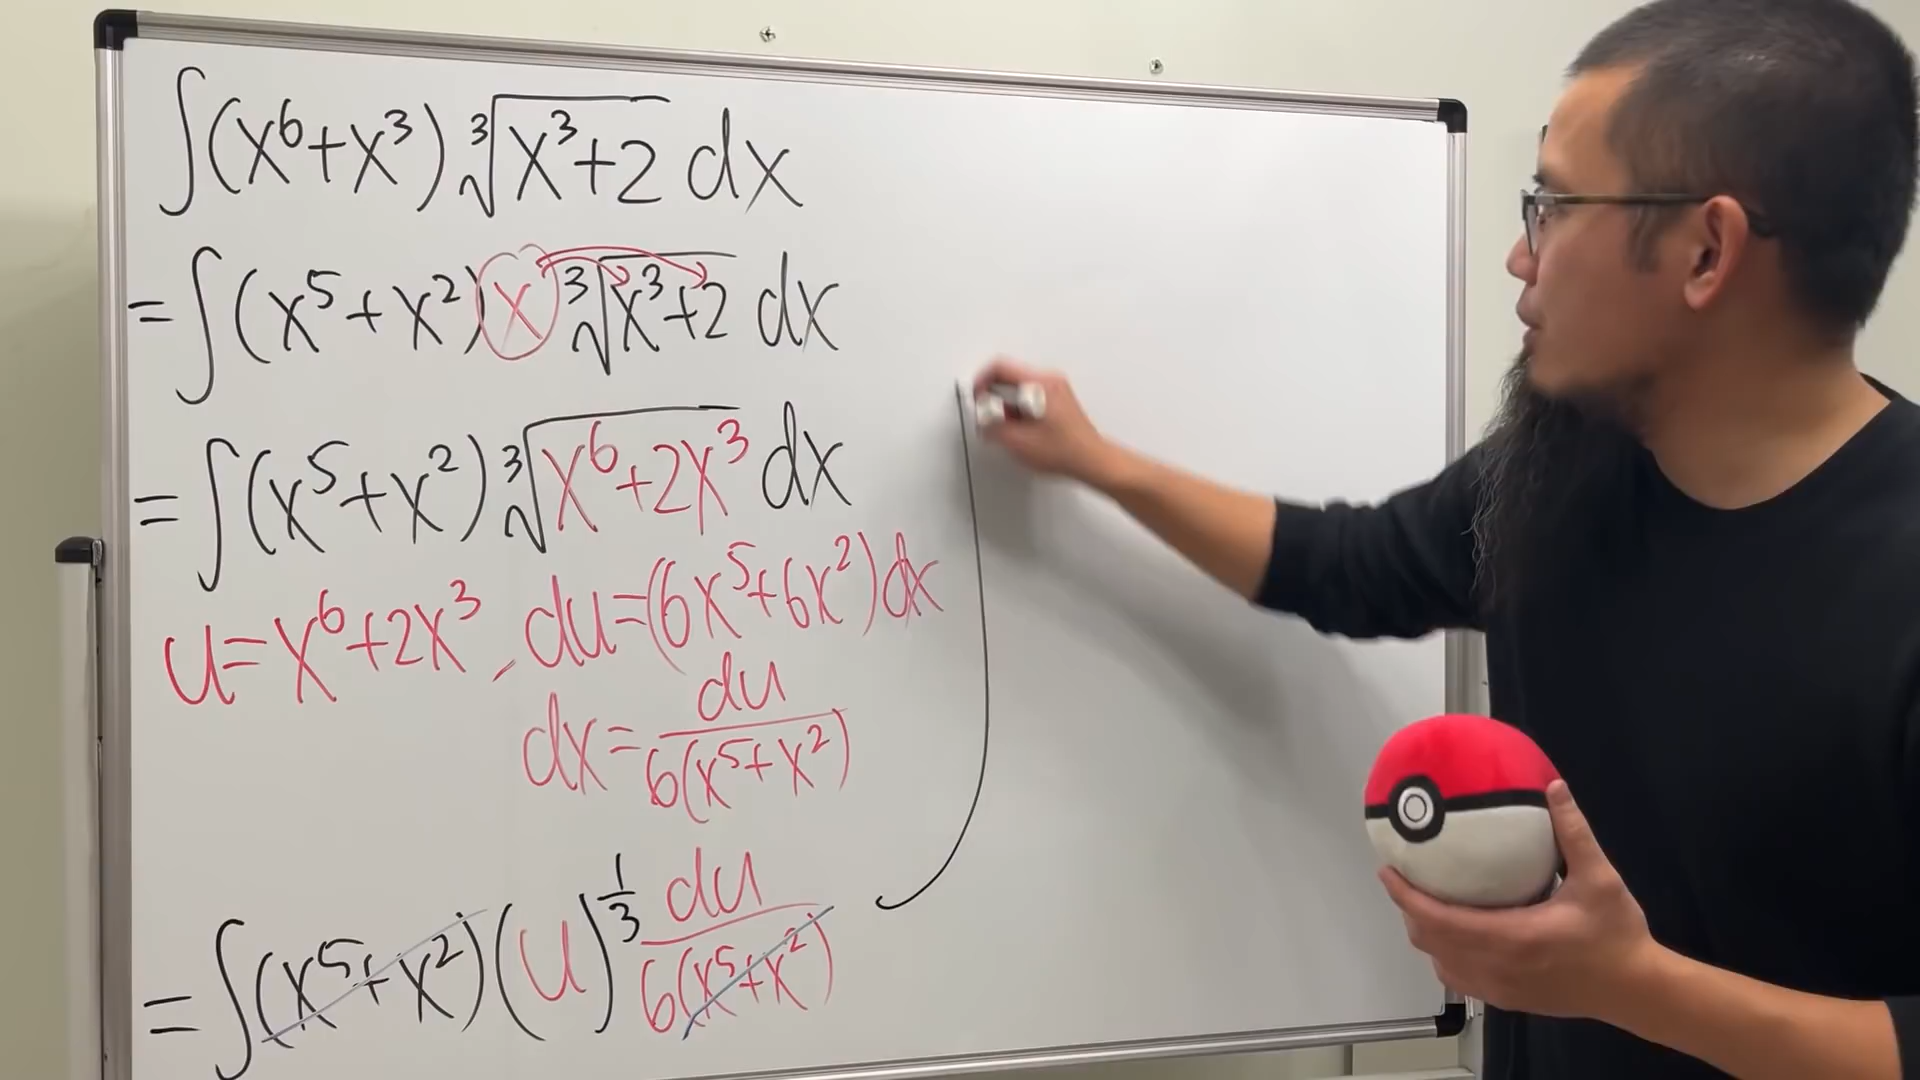 ∫(x⁶+x³) ∛(x³+2) dx
=∫(x⁵+x²)x ∛(x³+2) dx
=∫(x⁵+x²) ∛(x⁶+2x³) dx
u=x⁶+2x³, du=(6x⁵+6x²)dx
dx=du/6(x⁵+x²)
=∫(x⁵+x²)(u)^(1/3) du/6(x⁵+x²)